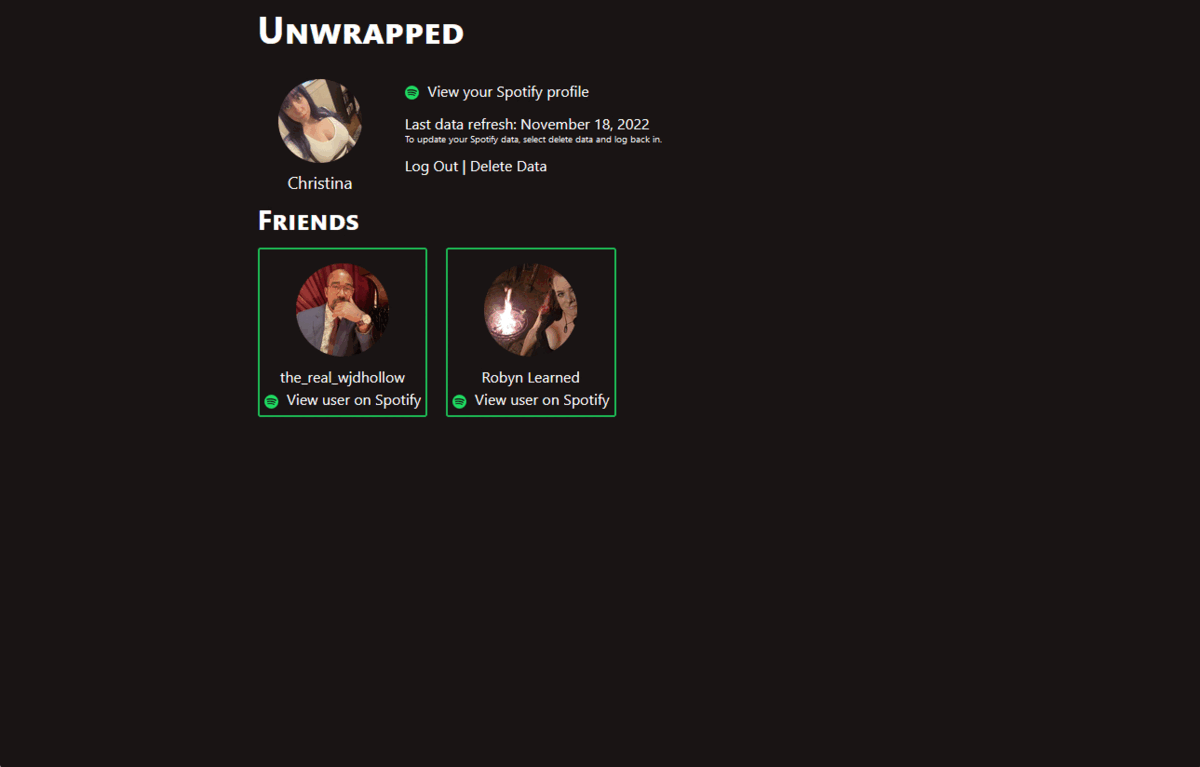 Unwrapped
View your Spotify profile
Last data refresh: November 18, 2022
To update your Spotify data, select delete data and log back in.
Log Out | Delete Data
Christina
Friends
the_real_wjdhollow
View user on Spotify
Robyn Learned
View user on Spotify